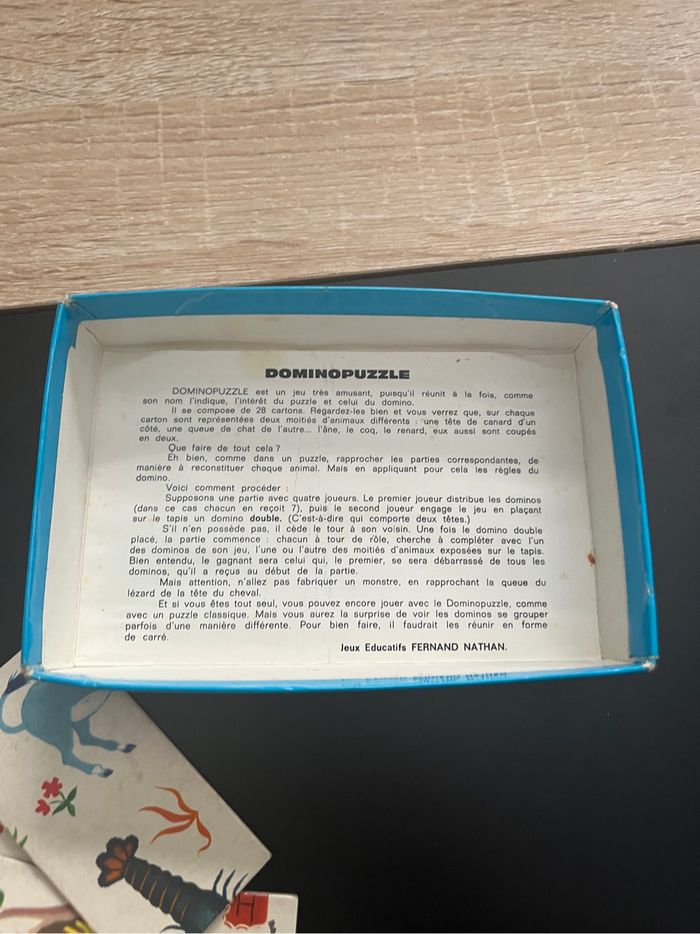 DOMINOPUZZLE
DOMINOPUZZLE est un jeu très amusant, puisqu'il réunit à la fois, comme
son nom l'indique, l'intérêt du puzzle et celui du domino.
Il se compose de 28 cartons. Regardez-les bien et vous verrez que, sur chaque
carton sont représentées deux moitiés d'animaux différents : une tête de canard d'un
côté, une queue de chat de l'autre... l'âne, le coq, le renard, eux aussi sont coupés
en deux.
Que faire de tout cela ?
Eh bien, comme dans un puzzle, rapprocher les parties correspondantes, de
manière à reconstituer chaque animal. Mais en appliquant pour cela les règles du
domino.
Voici comment procéder :
Supposons une partie avec quatre joueurs. Le premier joueur distribue les dominos
(dans ce cas chacun en reçoit 7), puis le second joueur engage le jeu en plaçant
sur le tapis un domino double. (C'est-à-dire qui comporte deux têtes.)
S'il n'en possède pas, il cède le tour à son voisin. Une fois le domino double
placé, la partie commence : chacun à tour de rôle, cherche à compléter avec l'un
des dominos de son jeu, l'une ou l'autre des moitiés d'animaux exposées sur le tapis.
Bien entendu, le gagnant sera celui qui, le premier, se sera débarrassé de tous les
dominos, qu'il a reçus au début de la partie.
Mais attention, n'allez pas fabriquer un monstre, en rapprochant la queue du
lézard de la tête du cheval.
Et si vous êtes tout seul, vous pouvez encore jouer avec le Dominopuzzle, comme
avec un puzzle classique. Mais vous aurez la surprise de voir les dominos se grouper
parfois d'une manière différente. Pour bien faire, il faudrait les réunir en forme
de carré.
Jeux Educatifs FERNAND NATHAN.